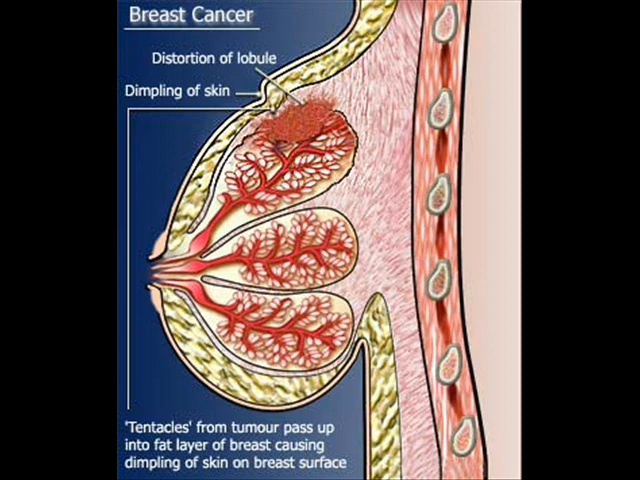 Breast Cancer
Distortion of lobule
Dimpling of skin
'Tentacles' from tumour pass up
into fat layer of breast causing
dimpling of skin on breast surface